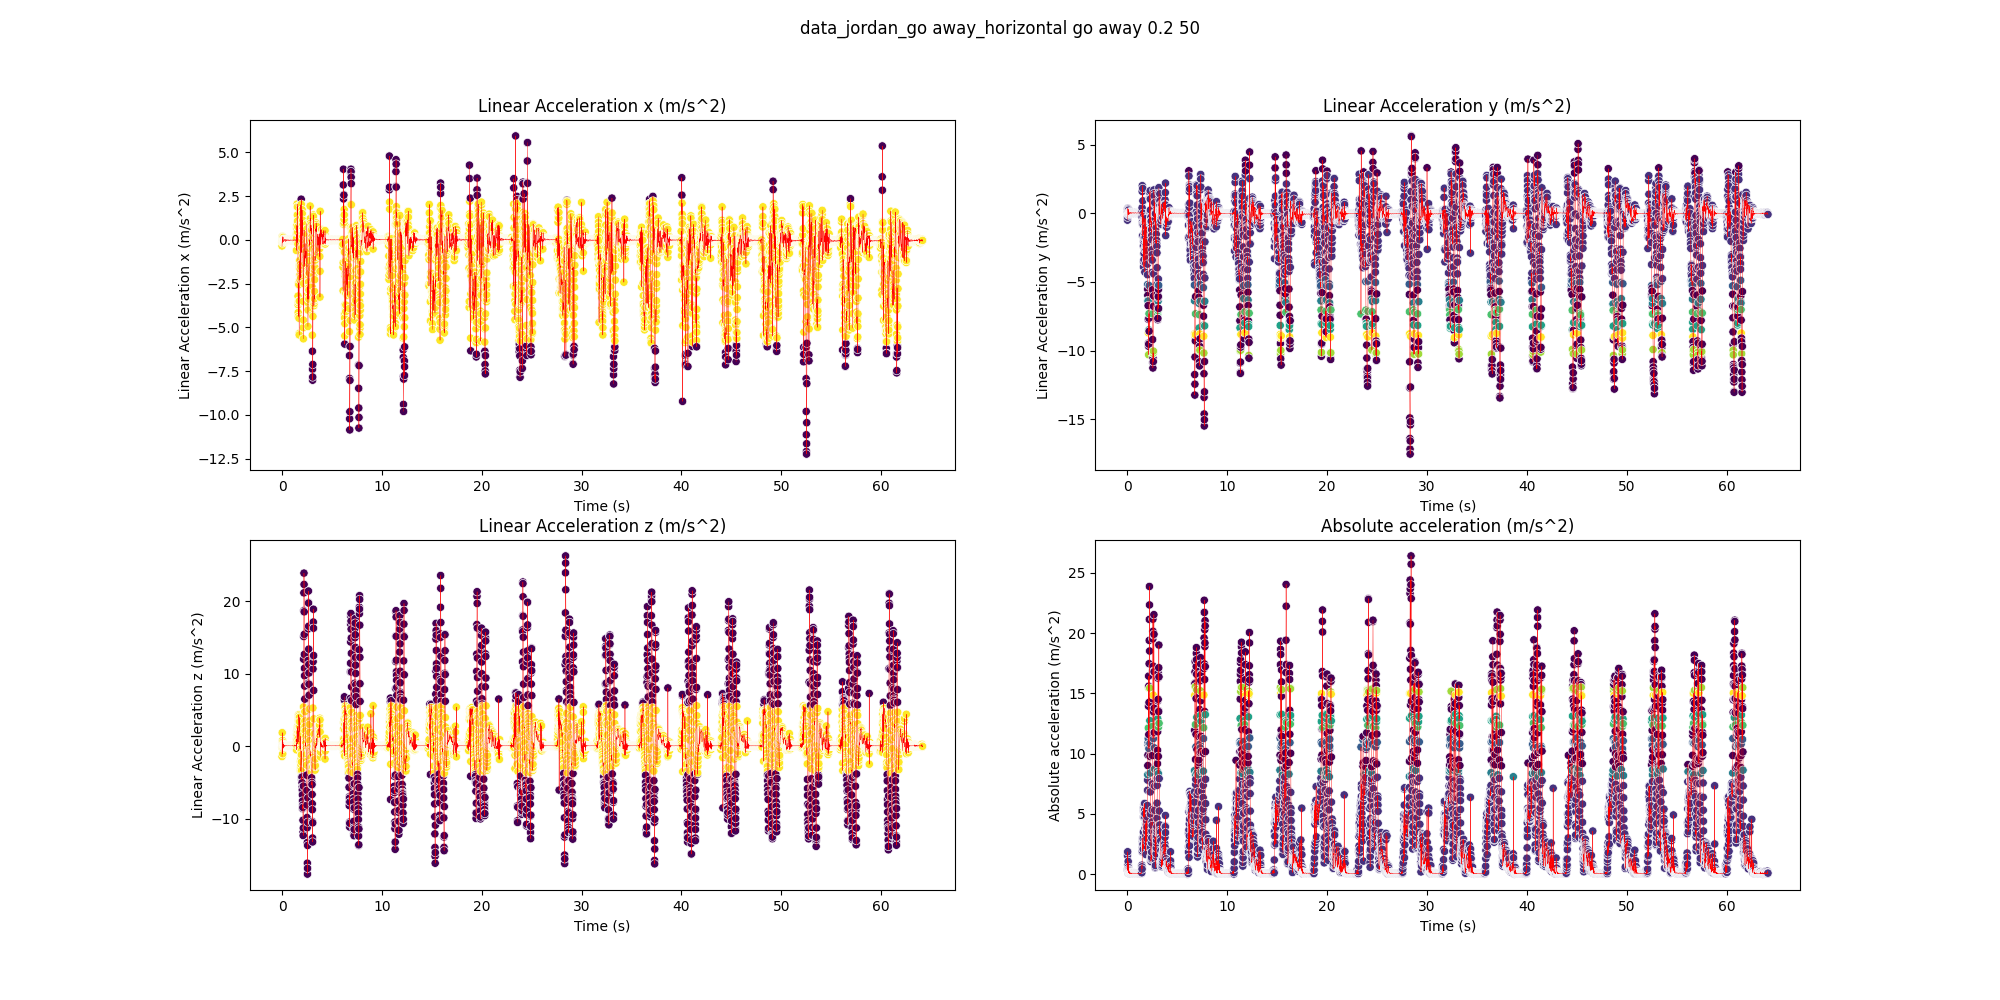 data_jordan_go away_horizontal go away 0.2 50
Linear Acceleration x (m/s^2)
Linear Acceleration x (m/s^2)
5.0
2.5
0.0
−2.5
−5.0
−7.5
−10.0
−12.5
0 10 20 30 40 50 60
Time (s)
Linear Acceleration y (m/s^2)
Linear Acceleration y (m/s^2)
5
0
−5
−10
−15
0 10 20 30 40 50 60
Time (s)
Linear Acceleration z (m/s^2)
Linear Acceleration z (m/s^2)
20
10
0
−10
0 10 20 30 40 50 60
Time (s)
Absolute acceleration (m/s^2)
Absolute acceleration (m/s^2)
25
20
15
10
5
0
0 10 20 30 40 50 60
Time (s)